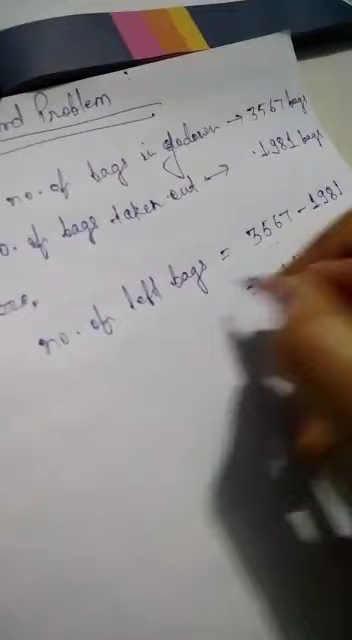 nd Problem
no. of bags in godown → 3567 bags
o. of bags taken out → 1981 bags
no. of left bags = 3567 - 1981